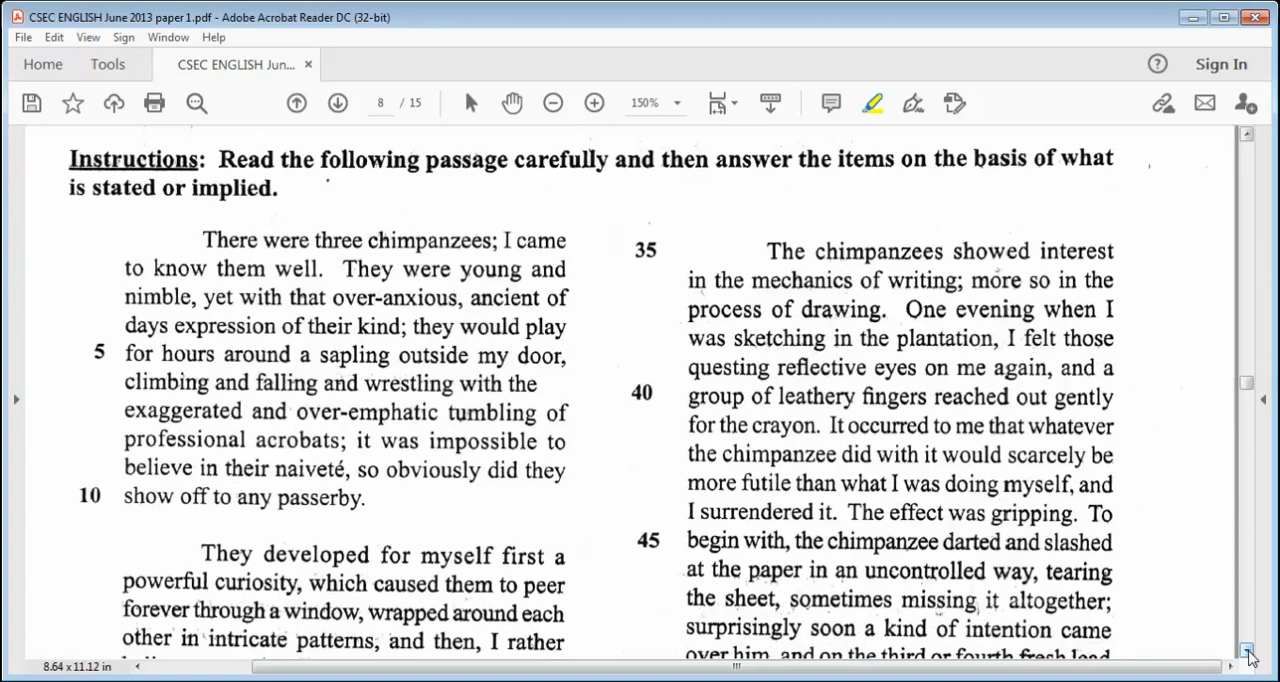 CSEC ENGLISH June 2013 paper1.pdf - Adobe Acrobat Reader DC (32-bit)
File Edit View Sign Window Help
Home Tools CSEC ENGLISH Jun... × ? Sign In
8 / 15 150%
Instructions: Read the following passage carefully and then answer the items on the basis of what
is stated or implied.
There were three chimpanzees; I came
to know them well. They were young and
nimble, yet with that over-anxious, ancient of
days expression of their kind; they would play
5 for hours around a sapling outside my door,
climbing and falling and wrestling with the
exaggerated and over-emphatic tumbling of
professional acrobats; it was impossible to
believe in their naiveté, so obviously did they
10 show off to any passerby.
They developed for myself first a
powerful curiosity, which caused them to peer
forever through a window, wrapped around each
other in intricate patterns, and then, I rather
35 The chimpanzees showed interest
in the mechanics of writing; more so in the
process of drawing. One evening when I
was sketching in the plantation, I felt those
questing reflective eyes on me again, and a
40 group of leathery fingers reached out gently
for the crayon. It occurred to me that whatever
the chimpanzee did with it would scarcely be
more futile than what I was doing myself, and
I surrendered it. The effect was gripping. To
45 begin with, the chimpanzee darted and slashed
at the paper in an uncontrolled way, tearing
the sheet, sometimes missing it altogether;
surprisingly soon a kind of intention came
over him, and on the third or fourth fresh lead
8.64 x 11.12 in